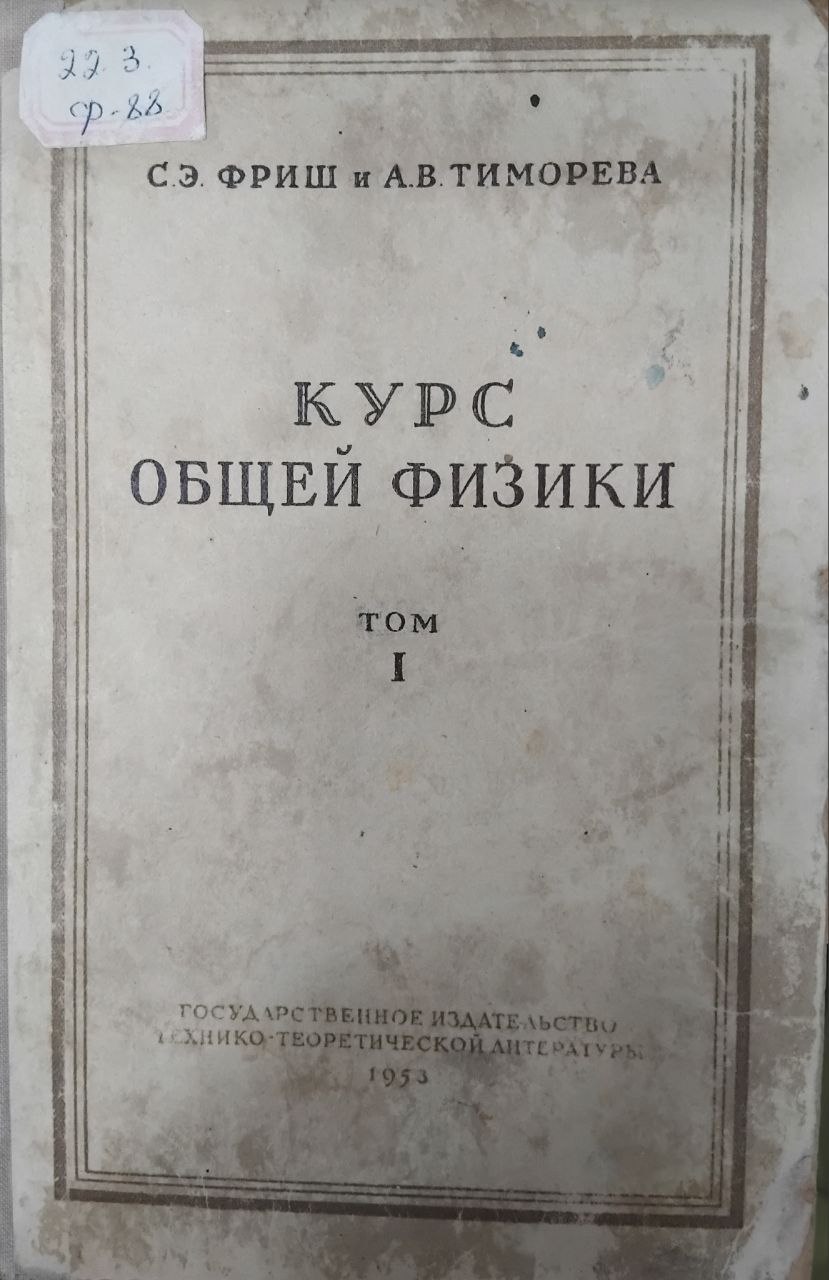 22.3.
ф-88
С.Э. ФРИШ и А.В. ТИМОРЕВА
КУРС
ОБЩЕЙ ФИЗИКИ
ТОМ
I
ГОСУДАРСТВЕННОЕ ИЗДАТЕЛЬСТВО
ТЕХНИКО-ТЕОРЕТИЧЕСКОЙ ЛИТЕРАТУРЫ
1953